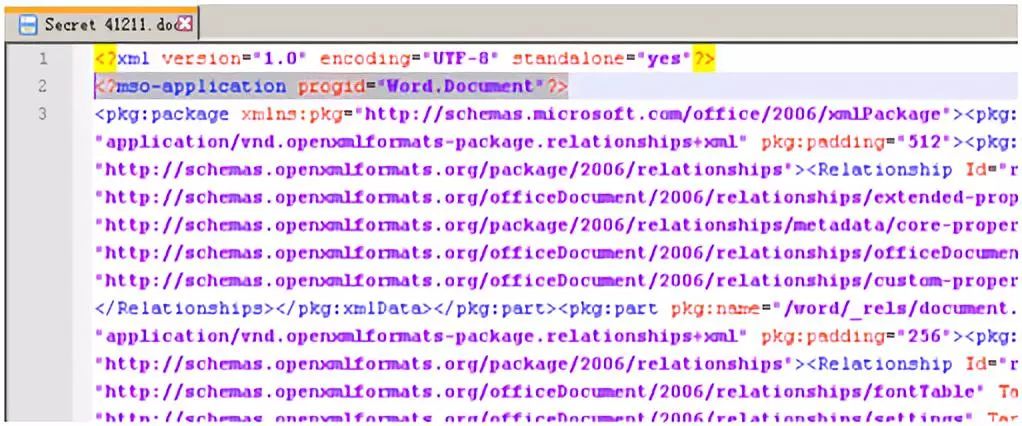 Secret 41211.doc
1 <?xml version="1.0" encoding="UTF-8" standalone="yes"?>
2 <?mso-application progid="Word.Document"?>
3 <pkg:package xmlns:pkg="http://schemas.microsoft.com/office/2006/xmlPackage"><pkg:
"application/vnd.openxmlformats-package.relationships+xml" pkg:padding="512"><pkg:
"http://schemas.openxmlformats.org/package/2006/relationships"><Relationship Id="r
"http://schemas.openxmlformats.org/officeDocument/2006/relationships/extended-prop
"http://schemas.openxmlformats.org/package/2006/relationships/metadata/core-proper
"http://schemas.openxmlformats.org/officeDocument/2006/relationships/officeDocumen
"http://schemas.openxmlformats.org/officeDocument/2006/relationships/custom-proper
</Relationships></pkg:xmlData></pkg:part><pkg:part pkg:name="/word/_rels/document.
"application/vnd.openxmlformats-package.relationships+xml" pkg:padding="256"><pkg:
"http://schemas.openxmlformats.org/package/2006/relationships"><Relationship Id="r
"http://schemas.openxmlformats.org/officeDocument/2006/relationships/fontTable" Ta
"http://schemas.openxmlformats.org/officeDocument/2006/relationships/settings" Tar